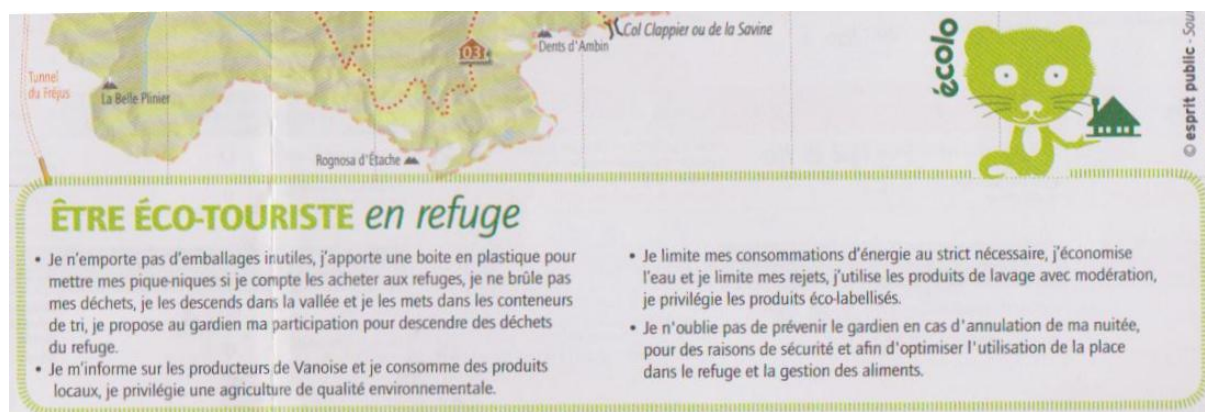 Col Clappier ou de la Savine
Dents d'Ambin
03
Tunnel
du Fréjus
La Belle Plinier
Rognosa d'Étache
écolo
© esprit public - Sour
ÊTRE ÉCO-TOURISTE en refuge
• Je n'emporte pas d'emballages inutiles, j'apporte une boite en plastique pour
mettre mes pique-niques si je compte les acheter aux refuges, je ne brûle pas
mes déchets, je les descends dans la vallée et je les mets dans les conteneurs
de tri, je propose au gardien ma participation pour descendre des déchets
du refuge.
• Je m'informe sur les producteurs de Vanoise et je consomme des produits
locaux, je privilégie une agriculture de qualité environnementale.
• Je limite mes consommations d'énergie au strict nécessaire, j'économise
l'eau et je limite mes rejets, j'utilise les produits de lavage avec modération,
je privilégie les produits éco-labellisés.
• Je n'oublie pas de prévenir le gardien en cas d'annulation de ma nuitée,
pour des raisons de sécurité et afin d'optimiser l'utilisation de la place
dans le refuge et la gestion des aliments.